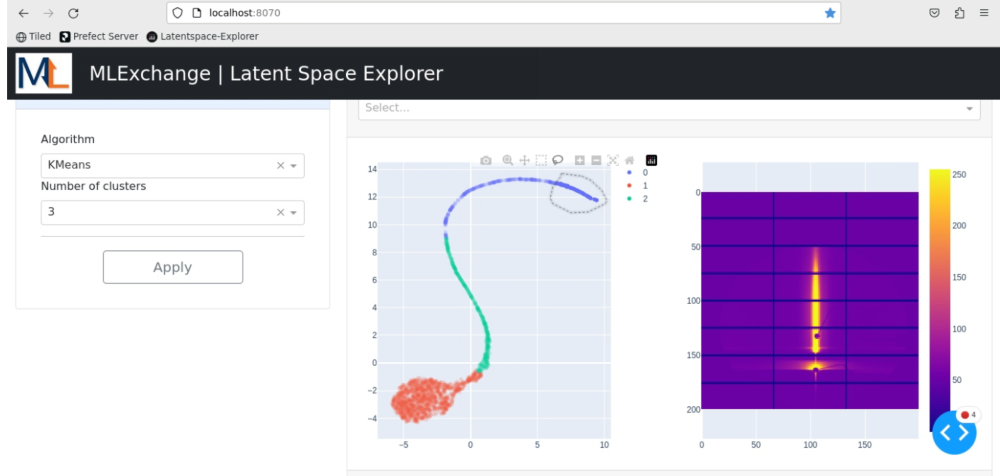 localhost:8070
Tiled Prefect Server Latentspace-Explorer
ML MLExchange | Latent Space Explorer
Select...
Algorithm
KMeans
Number of clusters
3
Apply
14
12
10
8
6
4
2
0
−2
−4
−5 0 5 10
0
1
2
0
50
100
150
200
0 50 100 150
250
200
150
100
50
4